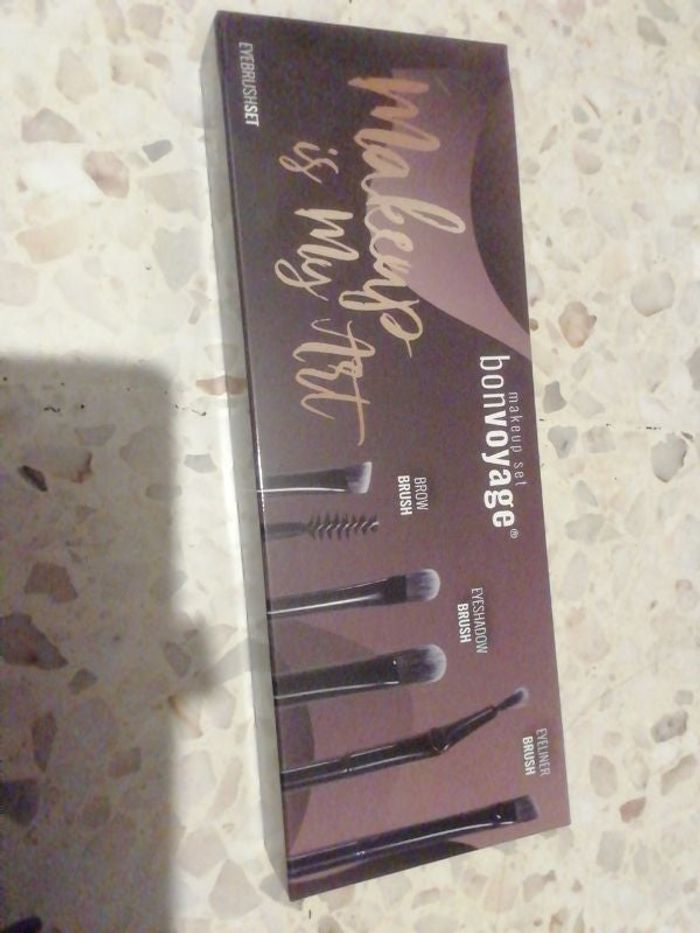 Makeup
is My Art
EYEBRUSHSET
makeup set
bonvoyage®
BROW
BRUSH
EYESHADOW
BRUSH
EYELINER
BRUSH